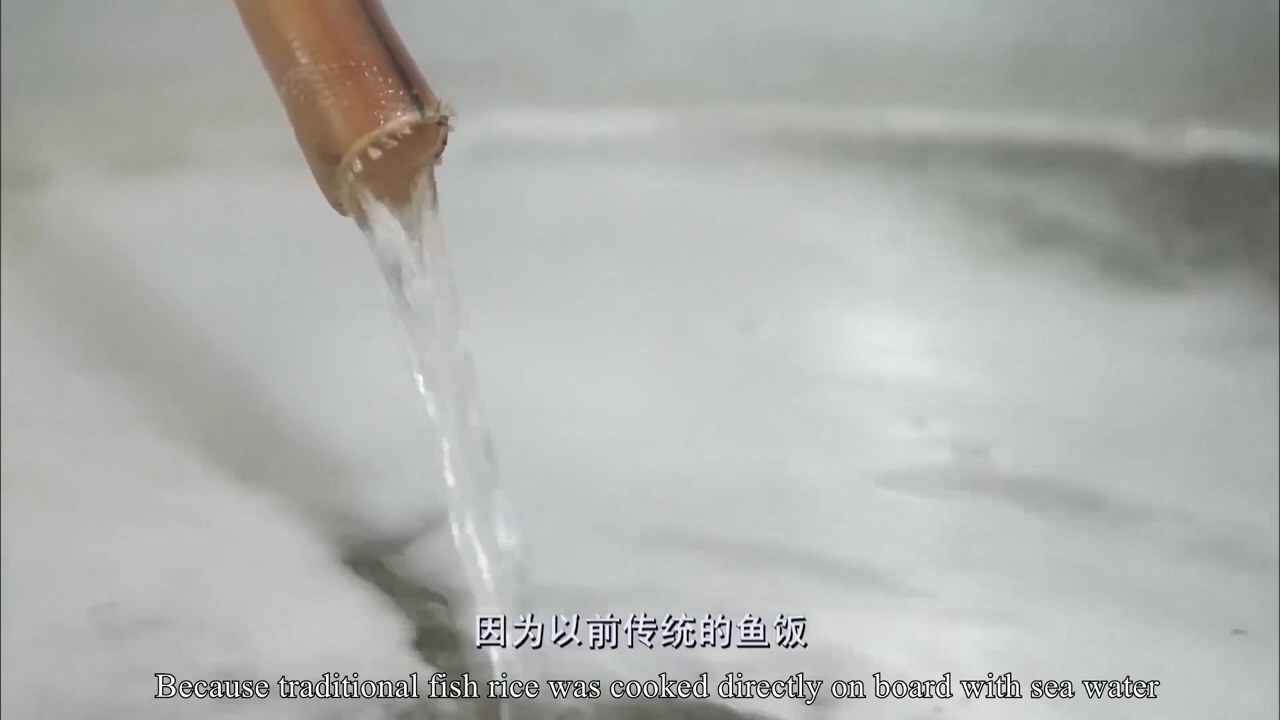 因为以前传统的鱼饭
Because traditional fish rice was cooked directly on board with sea water